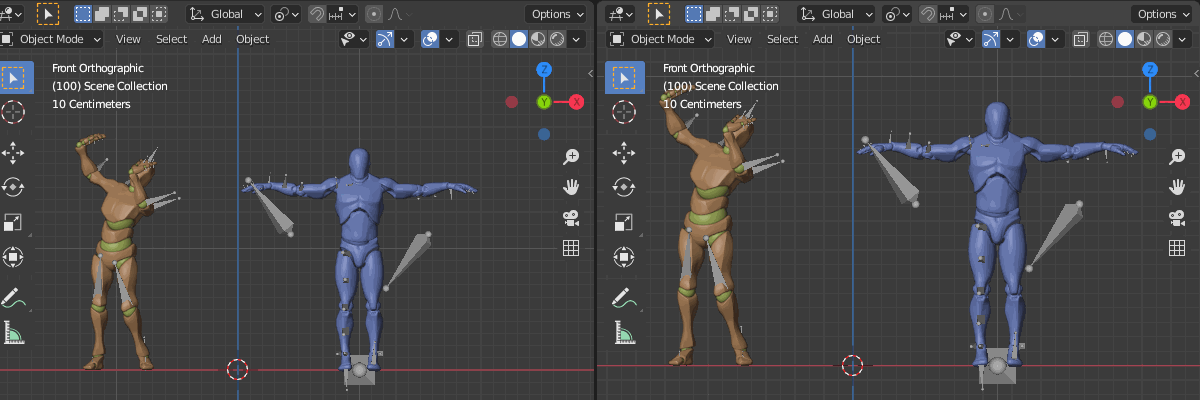 Global
Options
Object Mode
View
Select
Add
Object
Front Orthographic
(100) Scene Collection
10 Centimeters
Z
Y
X
Global
Options
Object Mode
View
Select
Add
Object
Front Orthographic
(100) Scene Collection
10 Centimeters
Z
Y
X